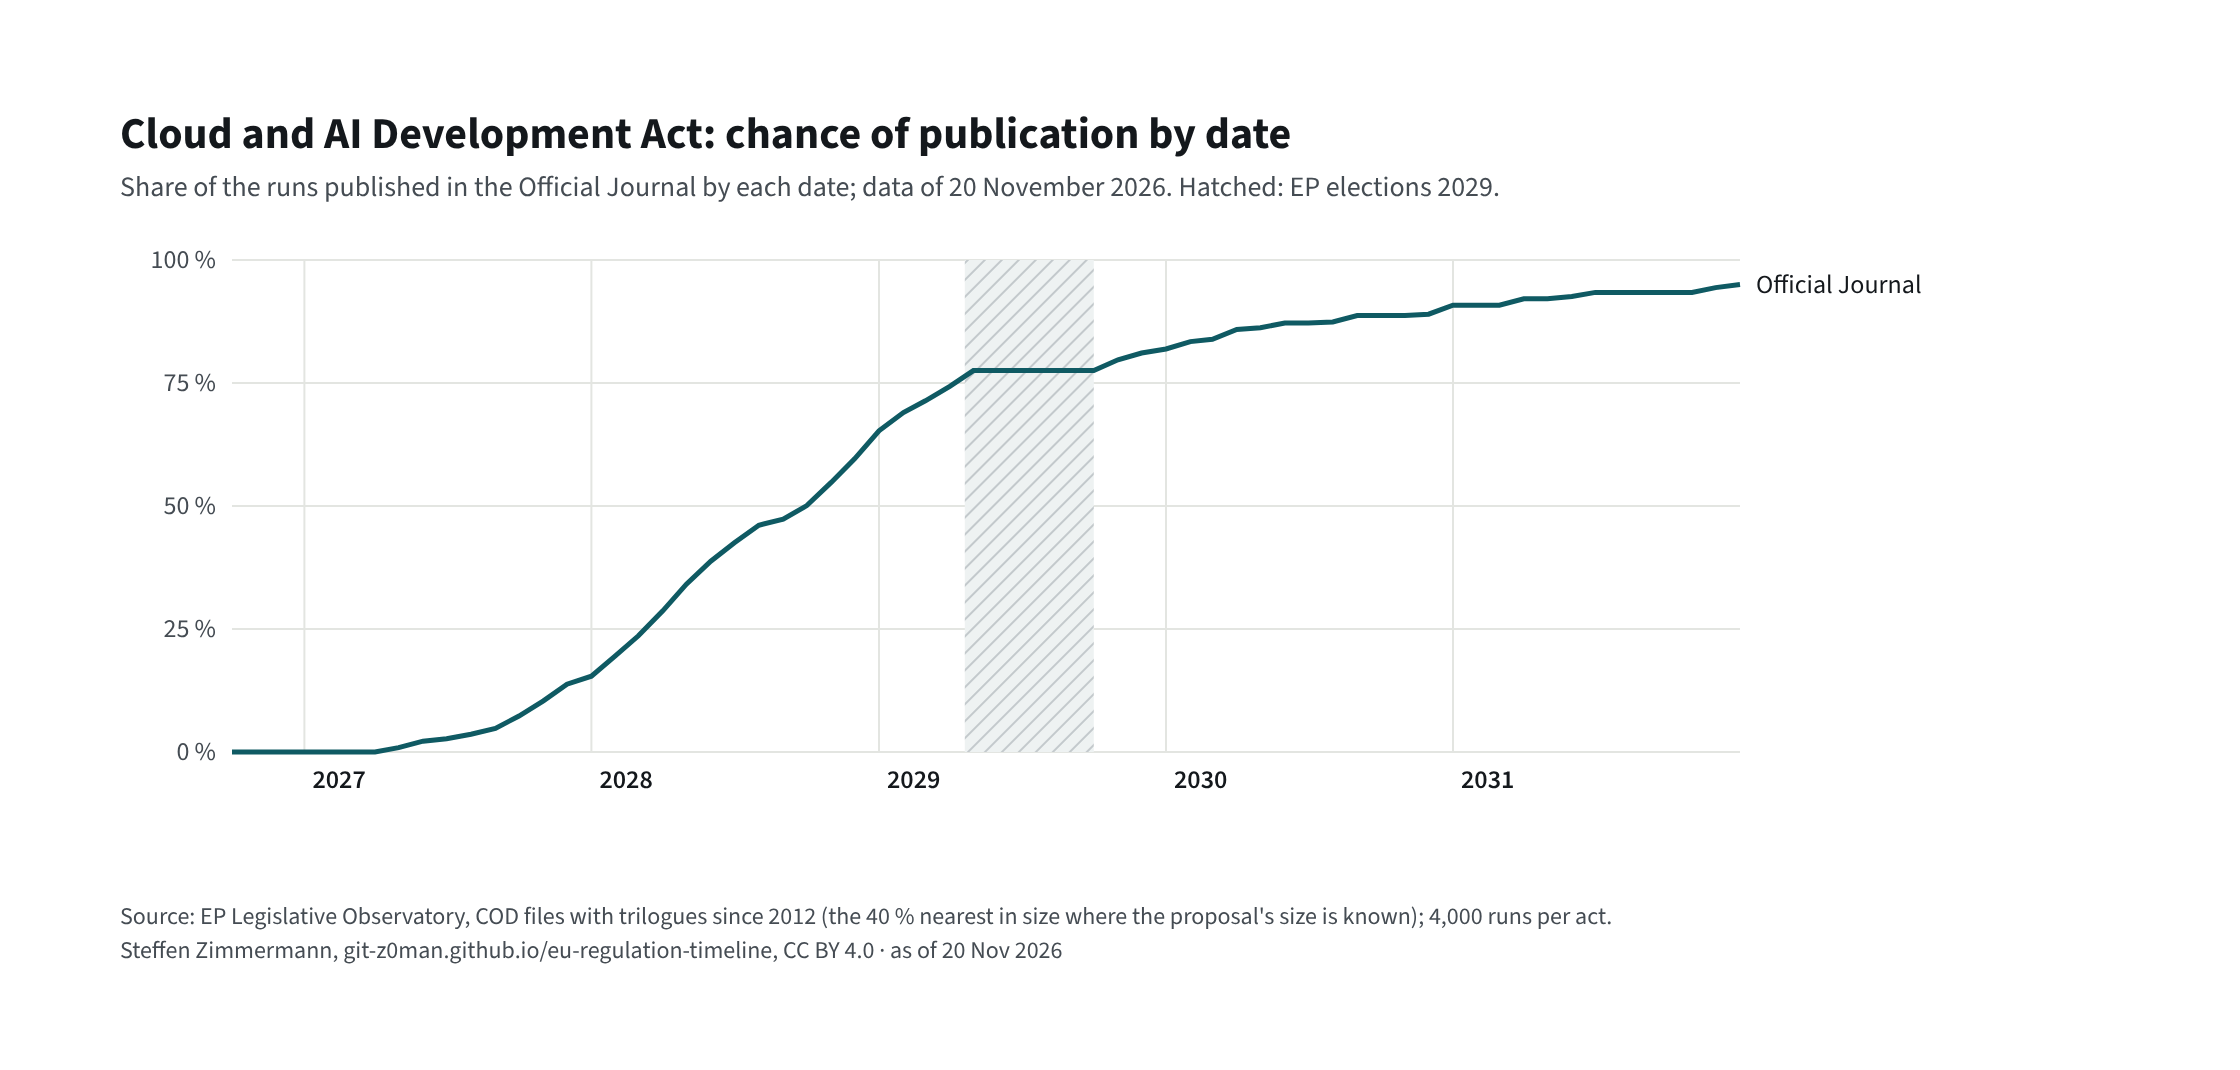 Cloud and AI Development Act: chance of publication by date
Share of the runs published in the Official Journal by each date; data of 20 November 2026. Hatched: EP elections 2029.
100 %
Official Journal
75 %
50 %
25 %
0 %
2027
2028
2029
2030
2031
Source: EP Legislative Observatory, COD files with trilogues since 2012 (the 40 % nearest in size where the proposal's size is known); 4,000 runs per act.
Steffen Zimmermann, git-z0man.github.io/eu-regulation-timeline, CC BY 4.0 · as of 20 Nov 2026